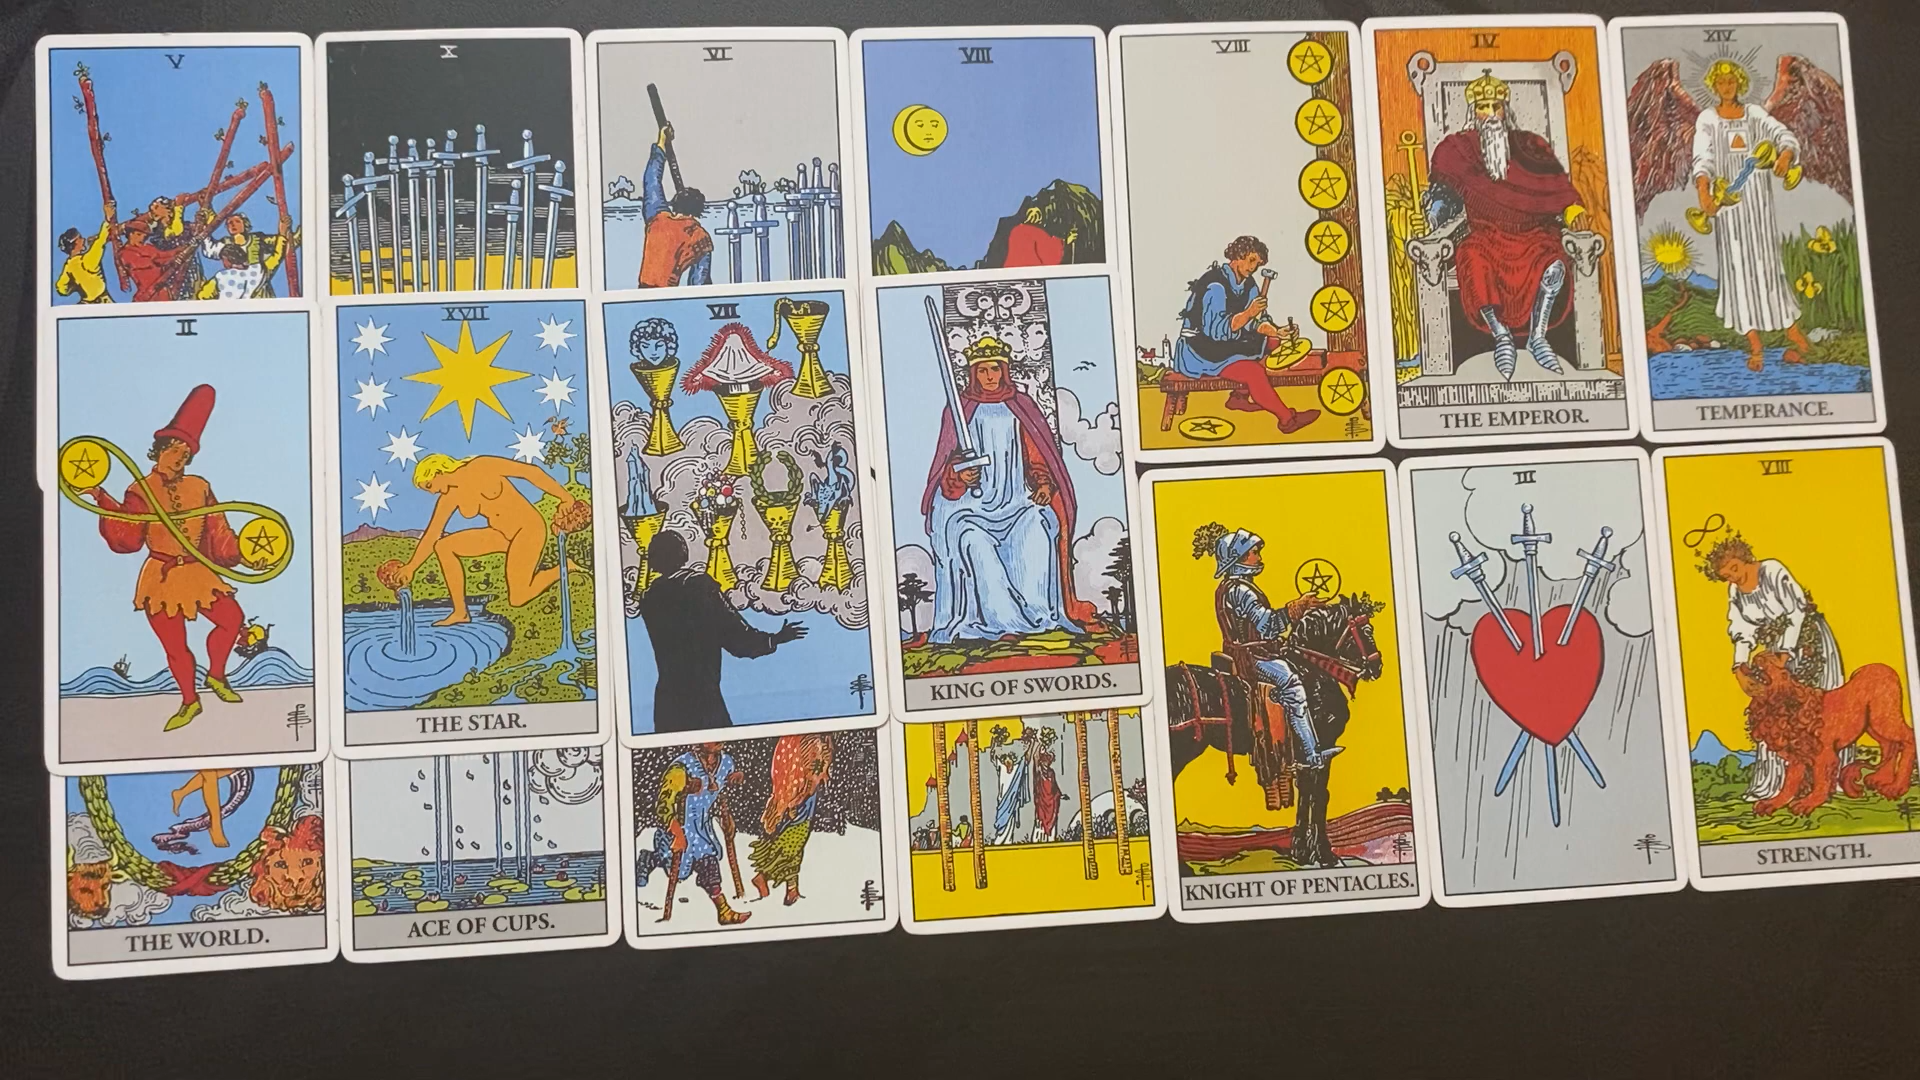 V
X
VI
VIII
VIII
IV
XIV
THE EMPEROR.
TEMPERANCE.
II
XVII
VII
THE STAR.
KING OF SWORDS.
III
VIII
KNIGHT OF PENTACLES.
STRENGTH.
THE WORLD.
ACE OF CUPS.